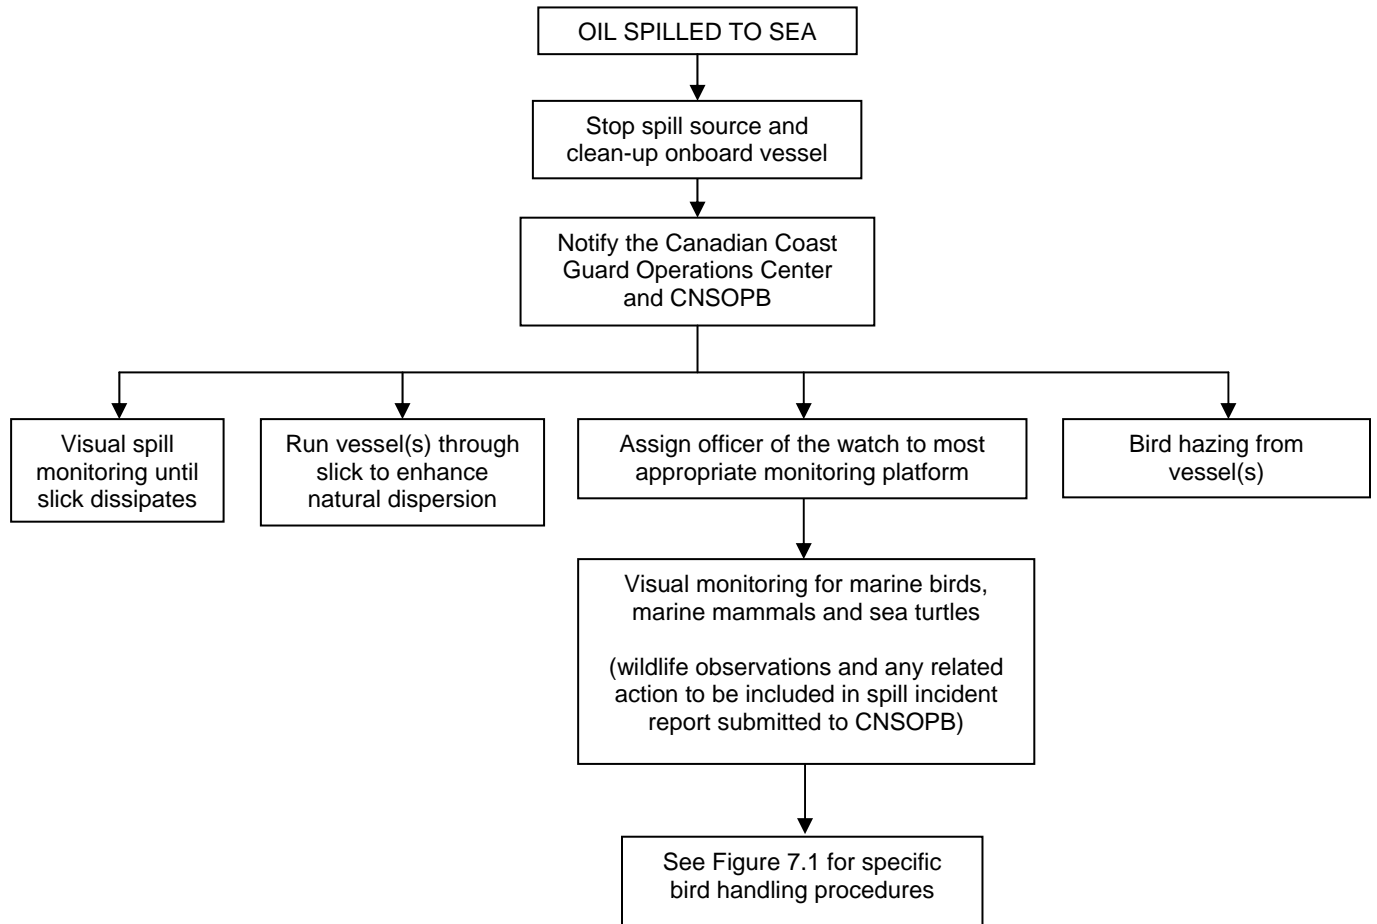 OIL SPILLED TO SEA
Stop spill source and
clean-up onboard vessel
Notify the Canadian Coast
Guard Operations Center
and CNSOPB
Visual spill
monitoring until
slick dissipates
Run vessel(s) through
slick to enhance
natural dispersion
Assign officer of the watch to most
appropriate monitoring platform
Bird hazing from
vessel(s)
Visual monitoring for marine birds,
marine mammals and sea turtles
(wildlife observations and any related
action to be included in spill incident
report submitted to CNSOPB)
See Figure 7.1 for specific
bird handling procedures